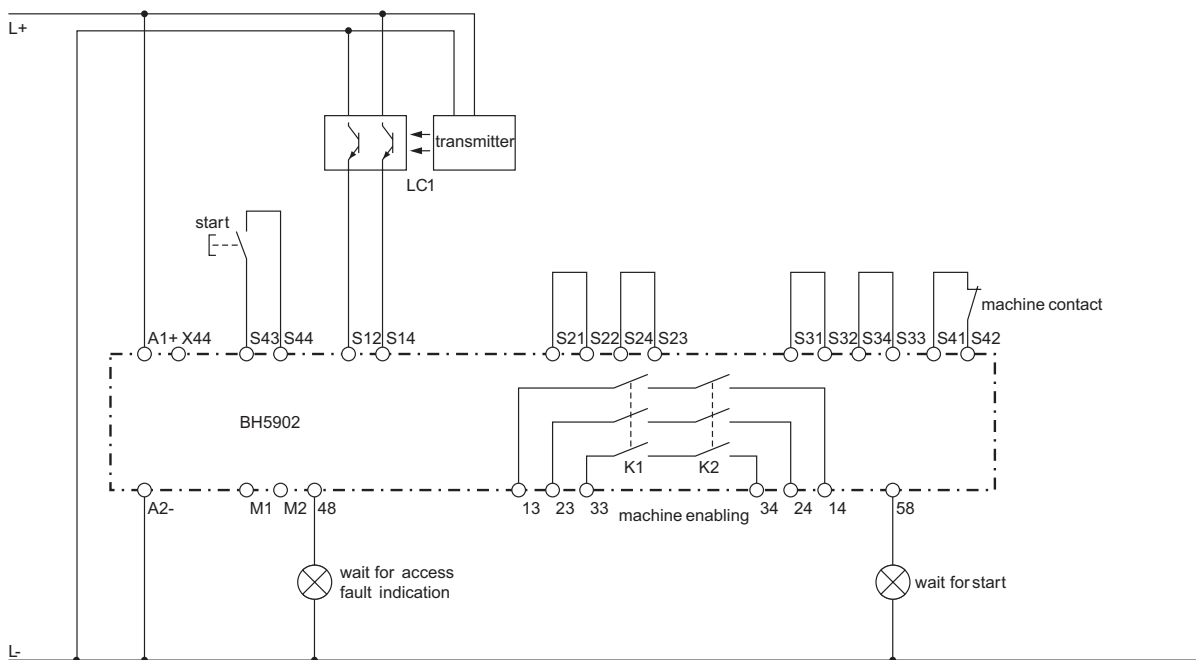 L+
transmitter
LC1
start
machine contact
A1+ X44 S43 S44 S12 S14 S21 S22 S24 S23 S31 S32 S34 S33 S41 S42
BH5902
K1 K2
A2- M1 M2 48 13 23 33 machine enabling 34 24 14 58
wait for access
fault indication
wait for start
L-